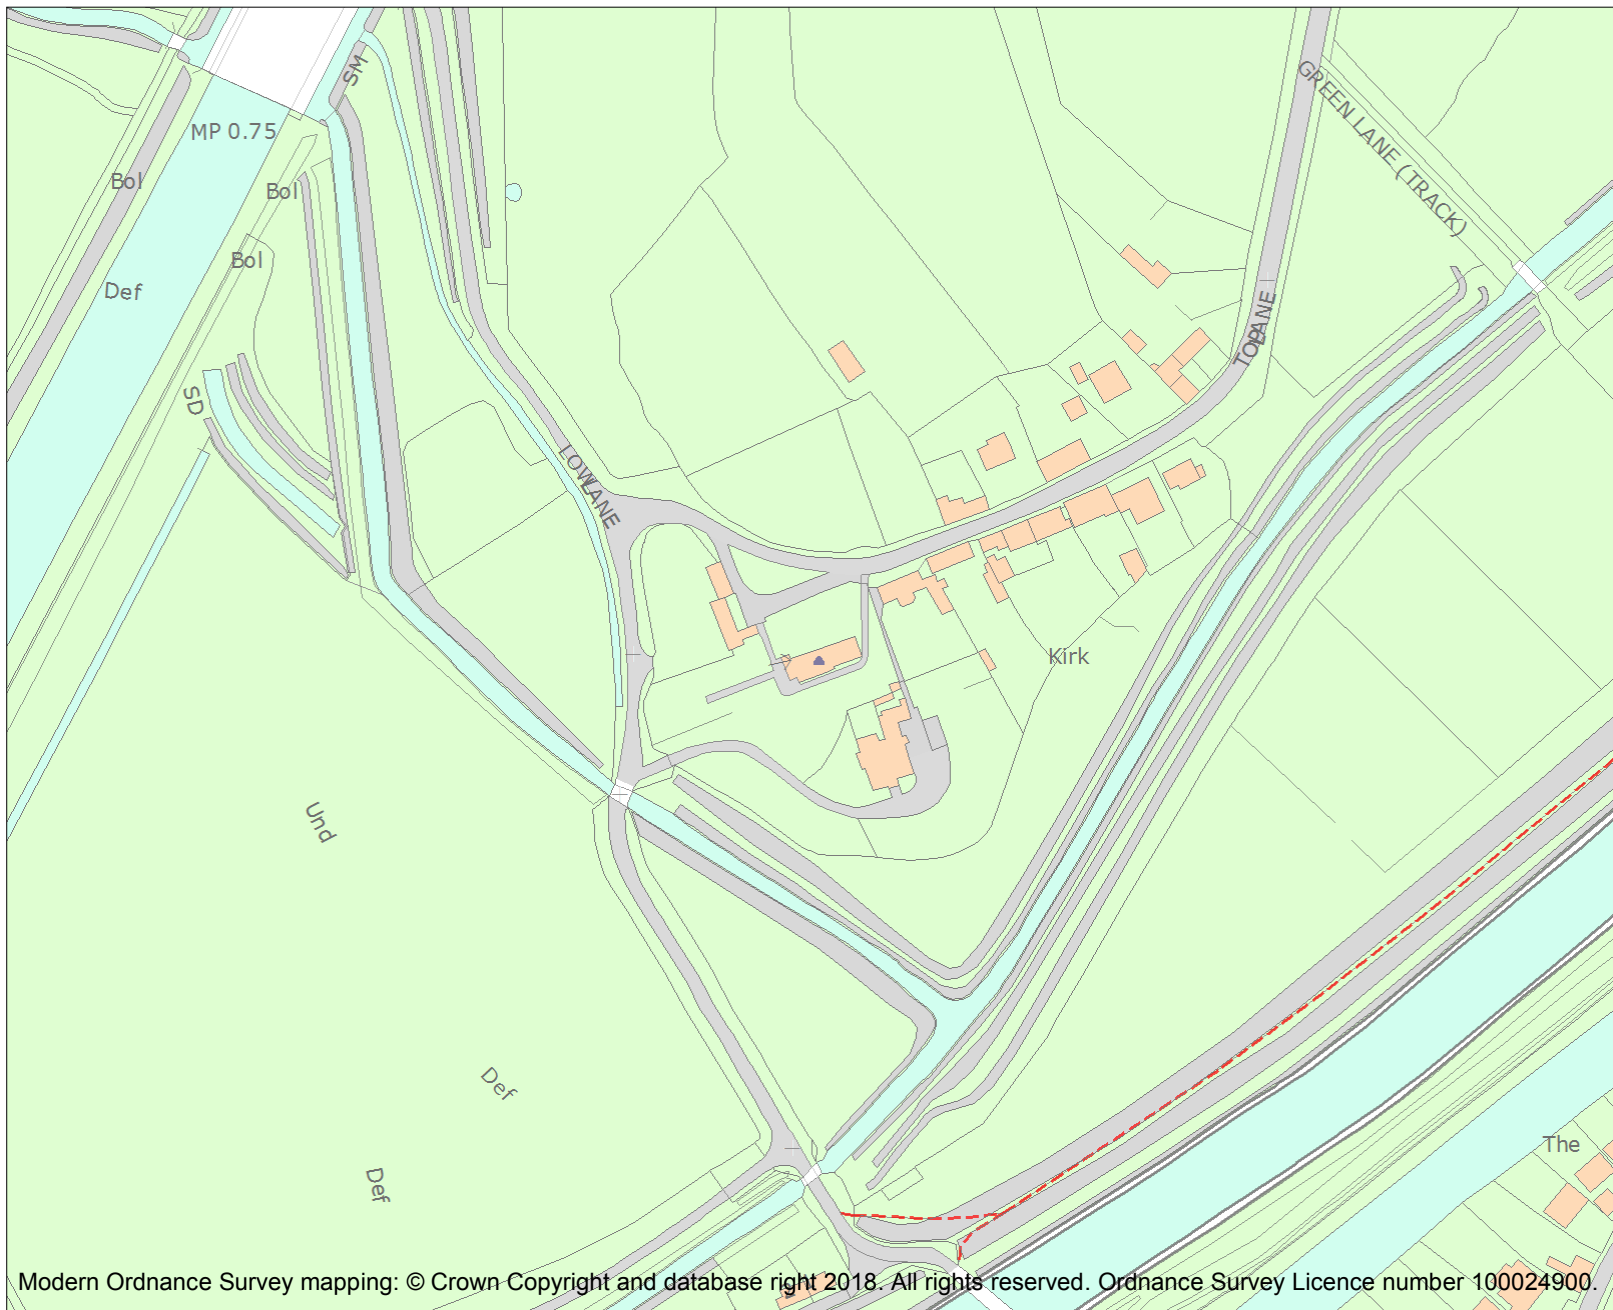 SM
GREEN LANE (TRACK)
MP 0.75
Bol
Bol
Bol
Def
TOP LANE
SD
LOW LANE
Kirk
Und
Def
The
Def
Modern Ordnance Survey mapping: © Crown Copyright and database right 2018. All rights reserved. Ordnance Survey Licence number 100024900.